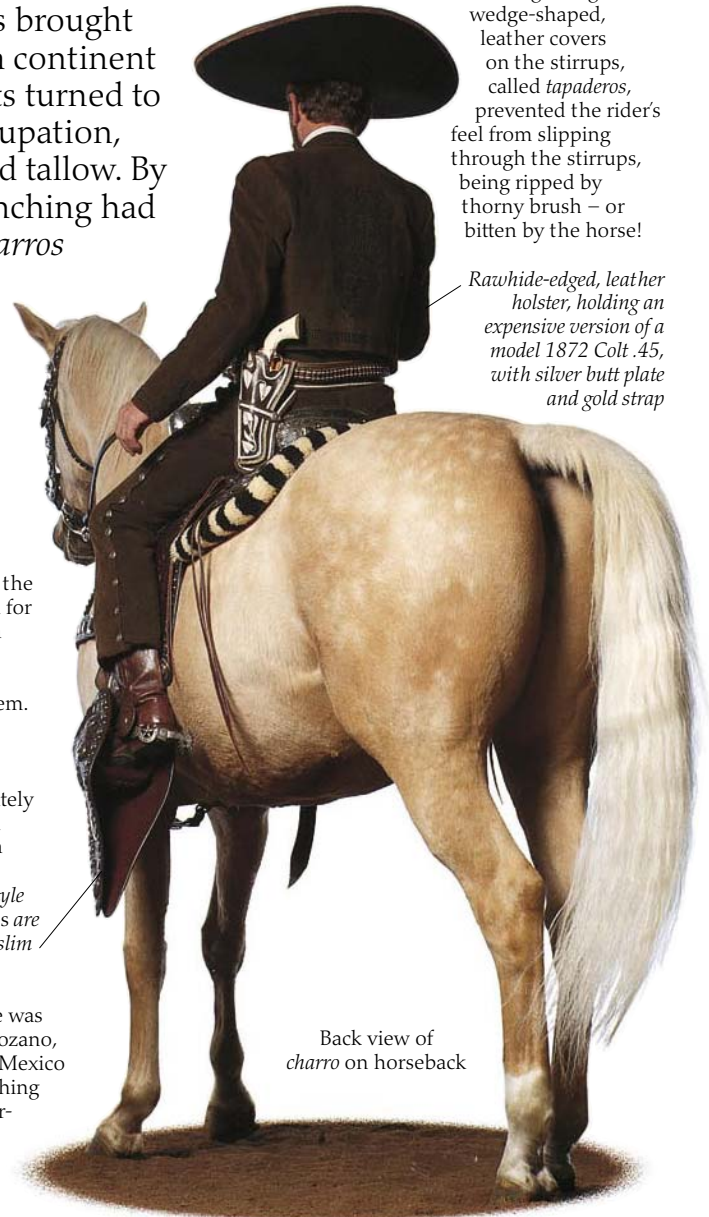 s brought
continent
ts turned to
upation,
d tallow. By
nching had
arros
wedge-shaped,
leather covers
on the stirrups,
called tapaderos,
prevented the rider's
feel from slipping
through the stirrups,
being ripped by
thorny brush – or
bitten by the horse!
Rawhide-edged, leather
holster, holding an
expensive version of a
model 1872 Colt .45,
with silver butt plate
and gold strap
the
for
em.
tely
yle
s are
slim
e was
ozano,
Mexico
hing
r-
Back view of
charro on horseback